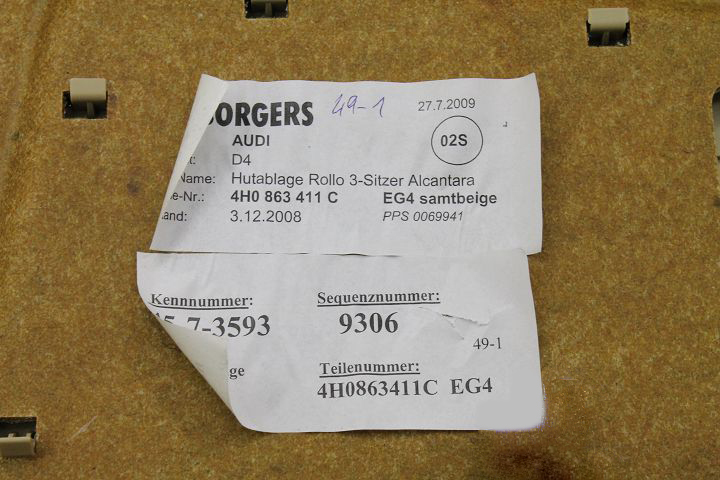 BORGERS 49-1 27.7.2009
AUDI 02S
t: D4
Name: Hutablage Rollo 3-Sitzer Alcantara
e-Nr.: 4H0 863 411 C EG4 samtbeige
and: 3.12.2008 PPS 0069941
Kennnummer: Sequenznummer:
7-3593 9306
49-1
ge Teilenummer:
4H0863411C EG4